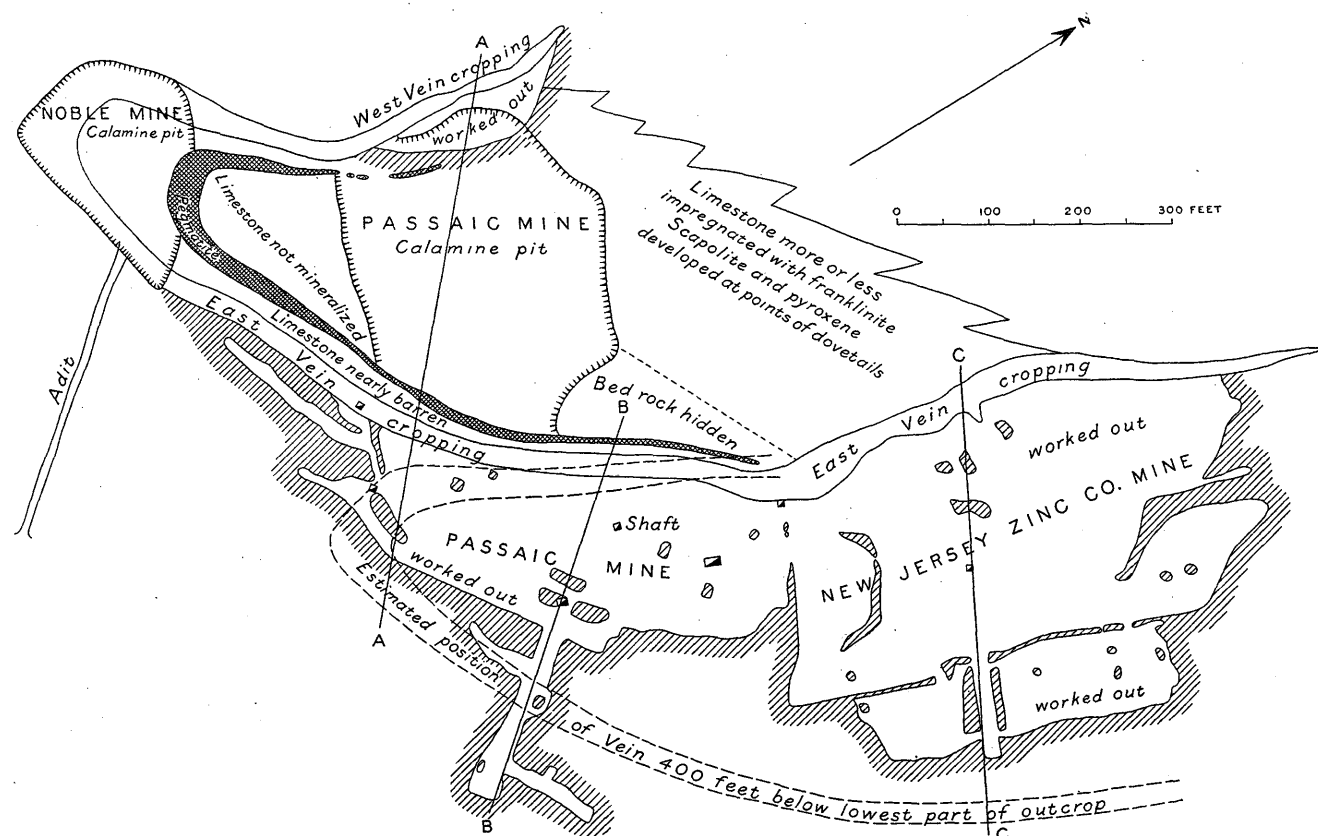 A
N
West Vein cropping
NOBLE MINE
Calamine pit
worked out
Limestone more or less
impregnated with franklinite
Scapolite and pyroxene
developed at points of dovetails
0 100 200 300 FEET
pegmatite
Limestone not mineralized
PASSAIC MINE
Calamine pit
Adit
East Vein cropping
Limestone nearly barren
Bed rock hidden
B
C
East Vein cropping
worked out
Shaft
PASSAIC MINE
worked out
NEW JERSEY ZINC CO. MINE
A
Estimated position
of Vein 400 feet below lowest part of outcrop
worked out
B
C